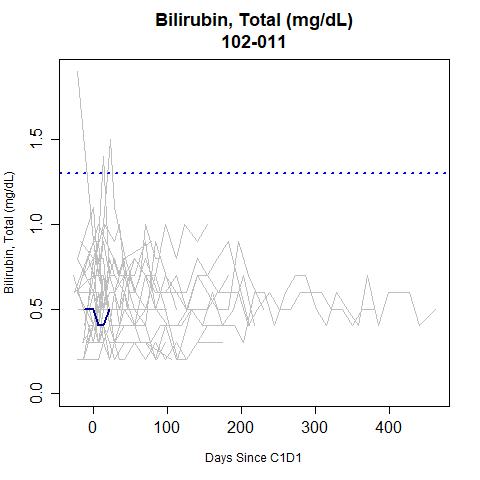 Bilirubin, Total (mg/dL)
102-011
Bilirubin, Total (mg/dL)
1.5
1.0
0.5
0.0
0 100 200 300 400
Days Since C1D1